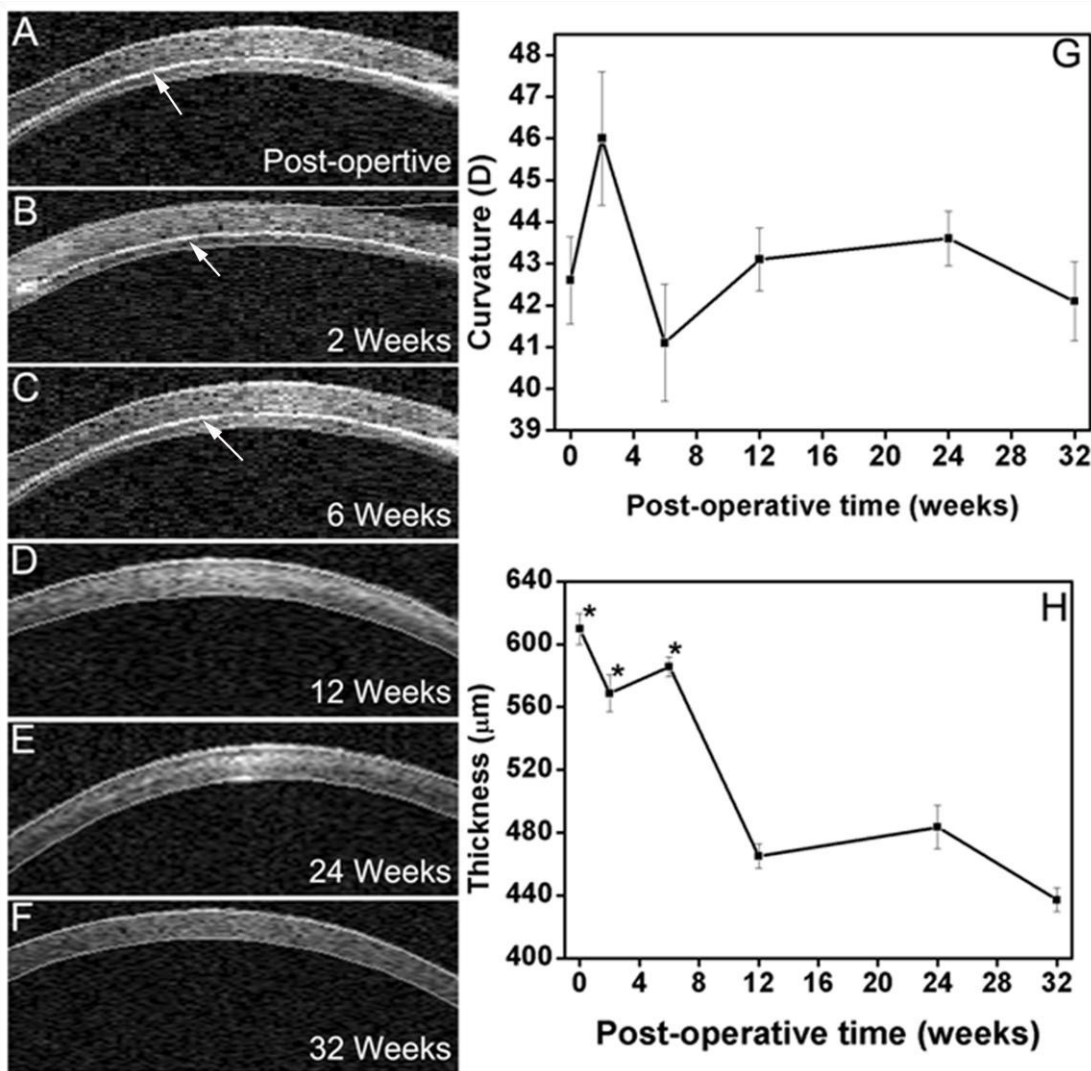 A
Post-opertive
B
2 Weeks
C
6 Weeks
D
12 Weeks
E
24 Weeks
F
32 Weeks
G
Curvature (D)
48
47
46
45
44
43
42
41
40
39
0 4 8 12 16 20 24 28 32
Post-operative time (weeks)
H
Thickness (μm)
640
* * *
600
560
520
480
440
400
0 4 8 12 16 20 24 28 32
Post-operative time (weeks)